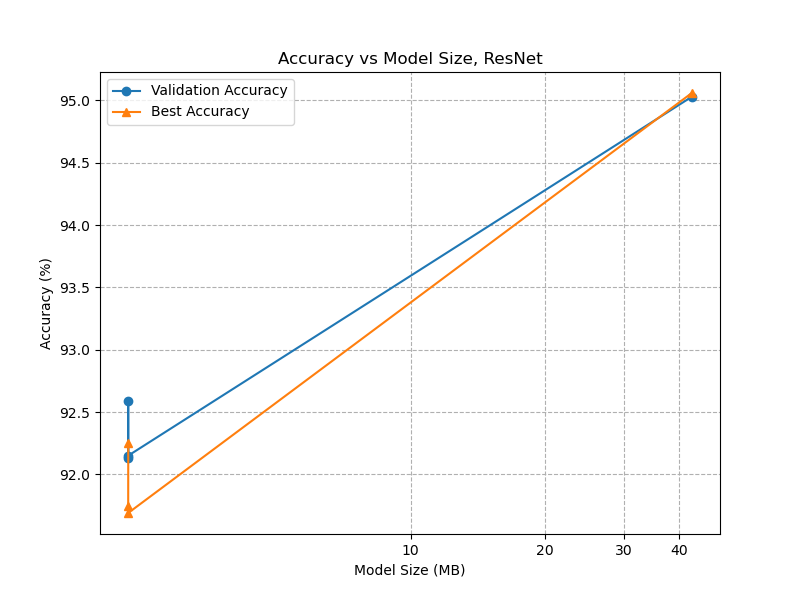 Accuracy vs Model Size, ResNet
Validation Accuracy
Best Accuracy
Accuracy (%)
95.0
94.5
94.0
93.5
93.0
92.5
92.0
10 20 30 40
Model Size (MB)